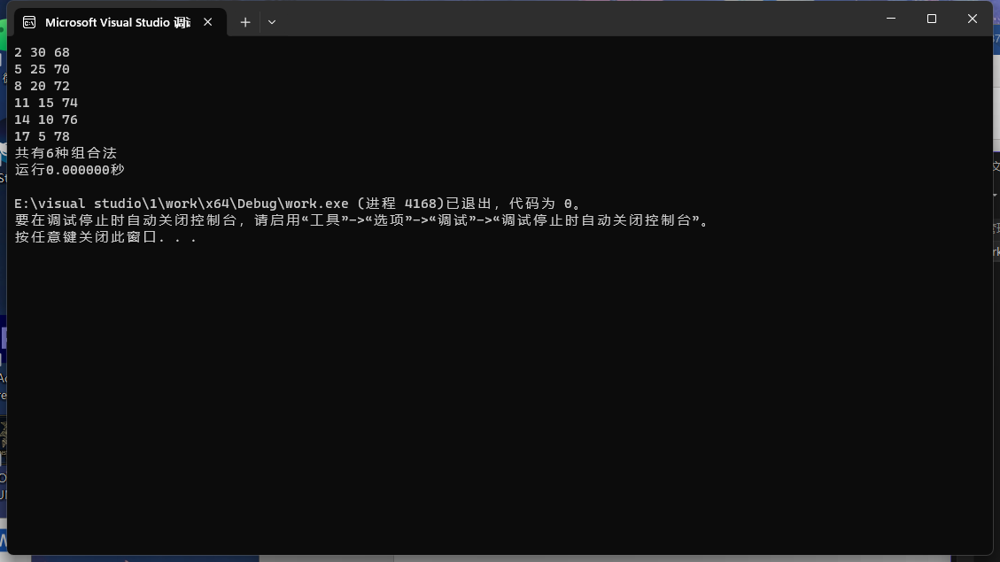 Microsoft Visual Studio 调试
2 30 68
5 25 70
8 20 72
11 15 74
14 10 76
17 5 78
共有6种组合法
运行0.000000秒
E:\visual studio\1\work\x64\Debug\work.exe (进程 4168)已退出，代码为 0。
要在调试停止时自动关闭控制台，请启用“工具”->“选项”->“调试”->“调试停止时自动关闭控制台”。
按任意键关闭此窗口. . .